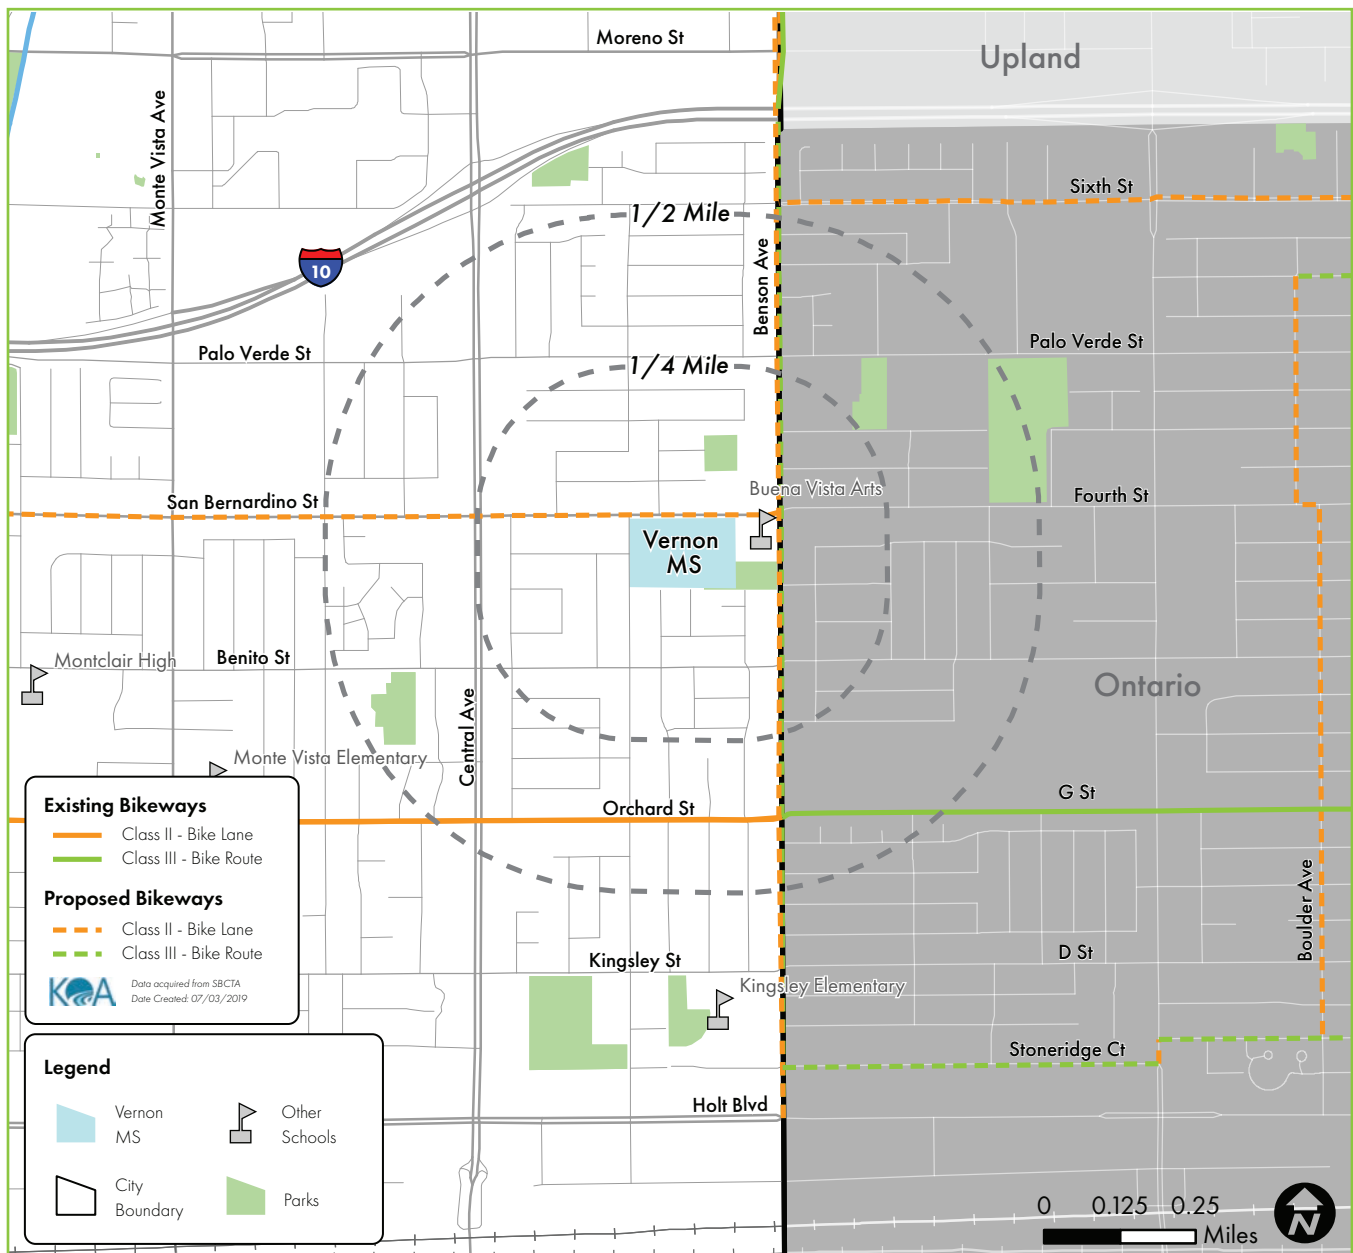 Moreno St
Upland
Monte Vista Ave
Sixth St
1/2 Mile
Benson Ave
10
Palo Verde St
Palo Verde St
1/4 Mile
Buena Vista Arts
San Bernardino St
Fourth St
Vernon
MS
Montclair High
Benito St
Ontario
Central Ave
Monte Vista Elementary
G St
Orchard St
Existing Bikeways
Class II - Bike Lane
Class III - Bike Route
Proposed Bikeways
Class II - Bike Lane
Class III - Bike Route
KOA
Data acquired from SBCTA
Date Created: 07/03/2019
Boulder Ave
D St
Kingsley St
Kingsley Elementary
Stoneridge Ct
Holt Blvd
Legend
Vernon
MS
Other
Schools
City
Boundary
Parks
0 0.125 0.25
Miles
N